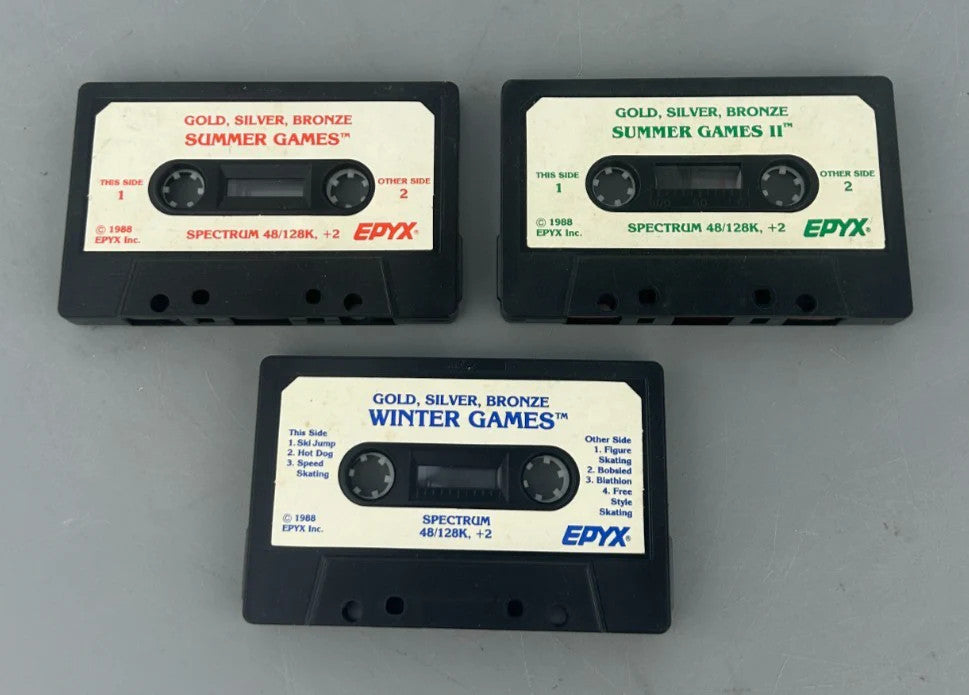 GOLD, SILVER, BRONZE
SUMMER GAMES™
THIS SIDE
1
OTHER SIDE
2
© 1988
EPYX Inc.
SPECTRUM 48/128K, +2
EPYX®
GOLD, SILVER, BRONZE
SUMMER GAMES II™
THIS SIDE
1
OTHER SIDE
2
© 1988
EPYX Inc.
SPECTRUM 48/128K, +2
EPYX®
GOLD, SILVER, BRONZE
WINTER GAMES™
This Side
1. Ski Jump
2. Hot Dog
3. Speed
Skating
Other Side
1. Figure
Skating
2. Bobsled
3. Biathlon
4. Free
Style
Skating
© 1988
EPYX Inc.
SPECTRUM
48/128K, +2
EPYX®